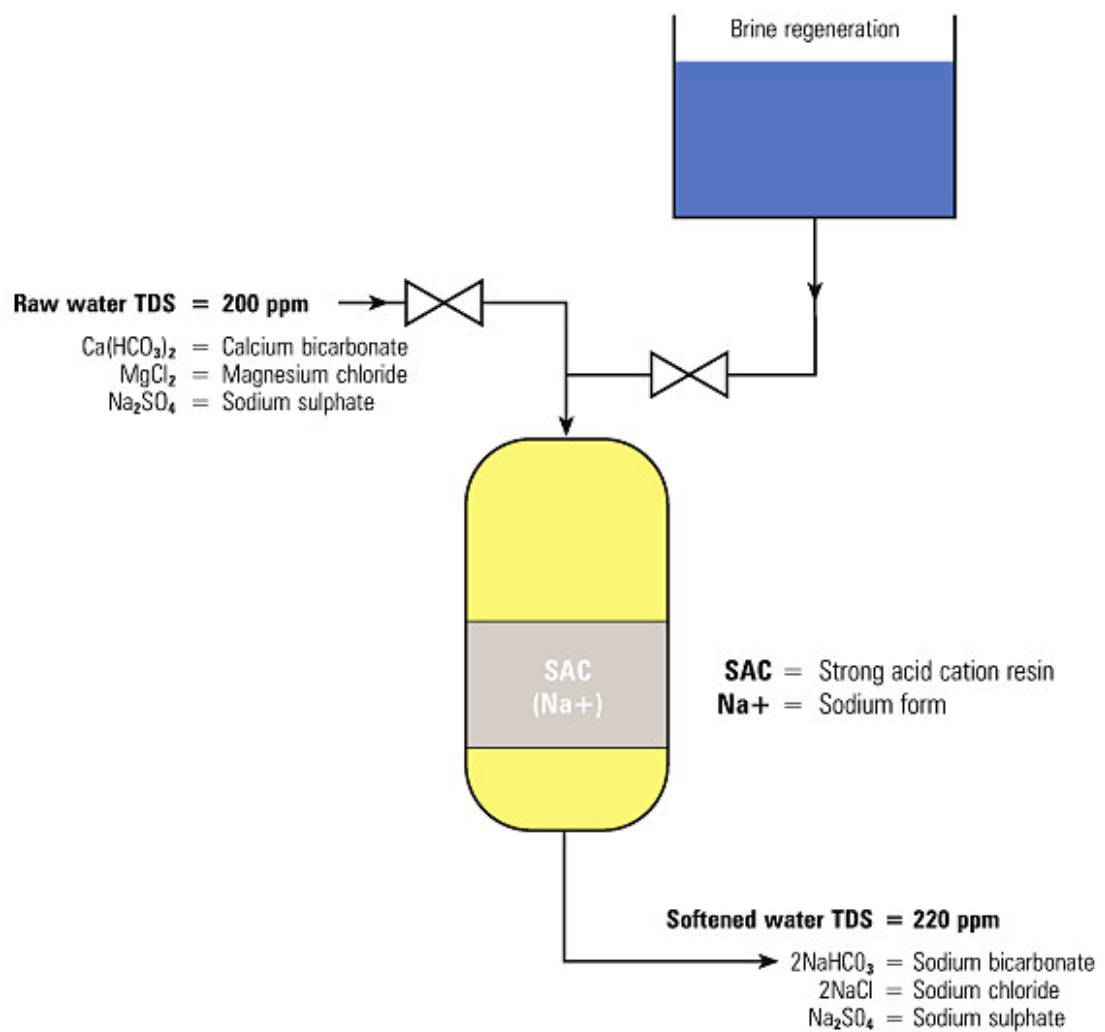 Brine regeneration
Raw water TDS = 200 ppm
Ca(HCO₃)₂ = Calcium bicarbonate
MgCl₂ = Magnesium chloride
Na₂SO₄ = Sodium sulphate
SAC
(Na+)
SAC = Strong acid cation resin
Na+ = Sodium form
Softened water TDS = 220 ppm
2NaHCO₃ = Sodium bicarbonate
2NaCl = Sodium chloride
Na₂SO₄ = Sodium sulphate